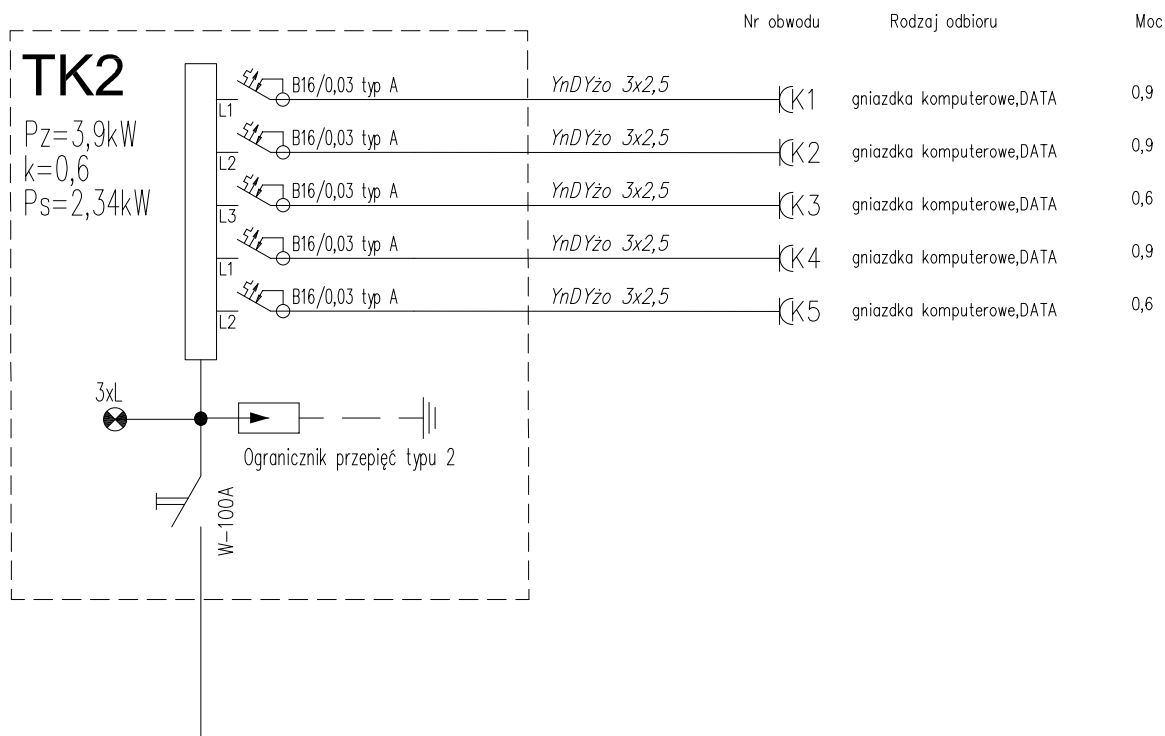 Nr obwodu Rodzaj odbioru Moc
TK2
Pz=3,9kW
k=0,6
Ps=2,34kW
L1 B16/0,03 typ A YnDYżo 3x2,5 K1 gniazdka komputerowe,DATA 0,9
L2 B16/0,03 typ A YnDYżo 3x2,5 K2 gniazdka komputerowe,DATA 0,9
L3 B16/0,03 typ A YnDYżo 3x2,5 K3 gniazdka komputerowe,DATA 0,6
L1 B16/0,03 typ A YnDYżo 3x2,5 K4 gniazdka komputerowe,DATA 0,9
L2 B16/0,03 typ A YnDYżo 3x2,5 K5 gniazdka komputerowe,DATA 0,6
3xL
Ogranicznik przepięć typu 2
W-100A